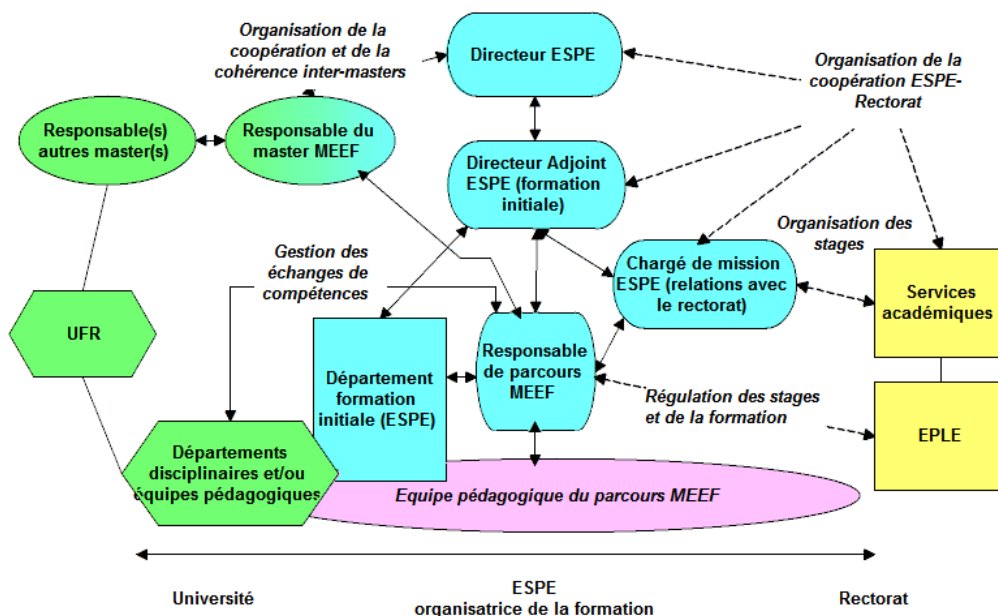 Organisation de la
coopération et de la
cohérence inter-masters
Directeur ESPE
Organisation de la
coopération ESPE-
Rectorat
Responsable(s)
autres master(s)
Responsable du
master MEEF
Directeur Adjoint
ESPE (formation
initiale)
Organisation des
stages
Gestion des
échanges de
compétences
Chargé de mission
ESPE (relations avec
le rectorat)
Services
académiques
UFR
Département
formation
initiale (ESPE)
Responsable
de parcours
MEEF
Régulation des stages
et de la formation
EPLE
Départements
disciplinaires et/ou
équipes pédagogiques
Equipe pédagogique du parcours MEEF
Université
ESPE
organisatrice de la formation
Rectorat